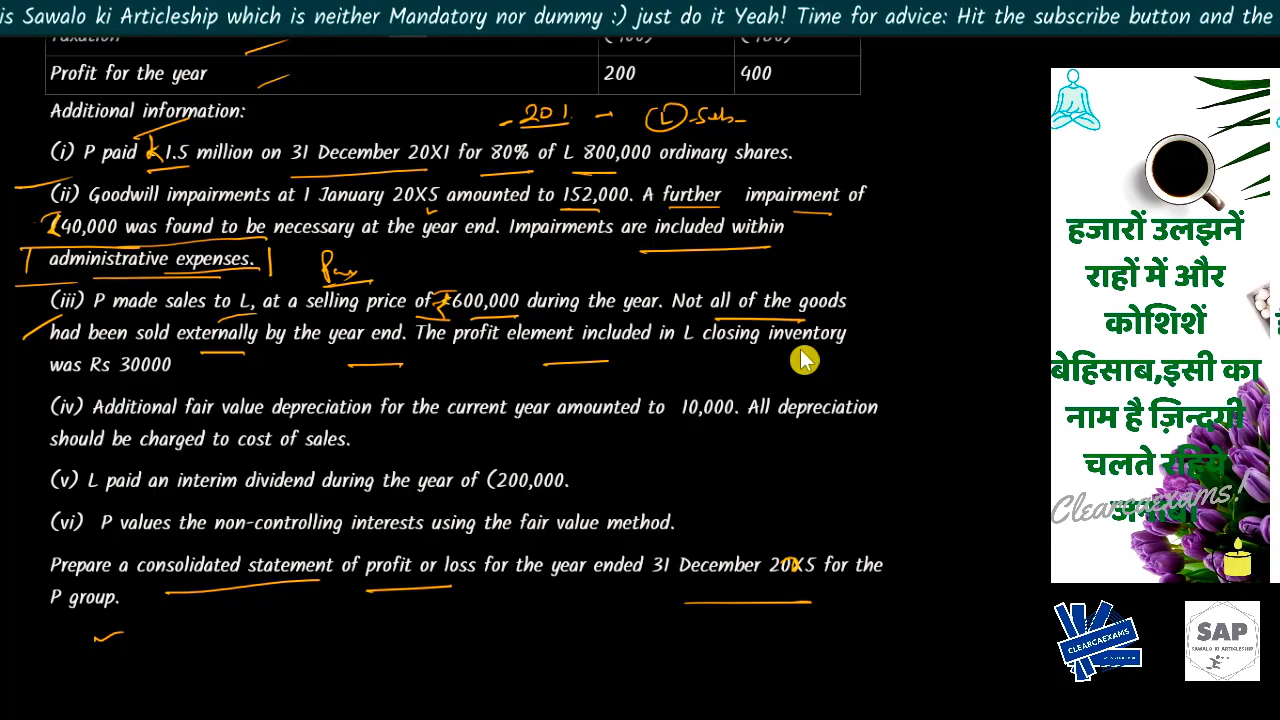 is Sawalo ki Articleship which is neither Mandatory nor dummy :) just do it Yeah! Time for advice: Hit the subscribe button and the
Taxation
Profit for the year 200 400
Additional information:
20% → L - Sub -
(i) P paid ₹1.5 million on 31 December 20X1 for 80% of L 800,000 ordinary shares.
(ii) Goodwill impairments at 1 January 20X5 amounted to 152,000. A further impairment of
₹40,000 was found to be necessary at the year end. Impairments are included within
administrative expenses.
(iii) P made sales to L, at a selling price of ₹600,000 during the year. Not all of the goods
had been sold externally by the year end. The profit element included in L closing inventory
was Rs 30000
(iv) Additional fair value depreciation for the current year amounted to 10,000. All depreciation
should be charged to cost of sales.
(v) L paid an interim dividend during the year of (200,000.
(vi) P values the non-controlling interests using the fair value method.
Prepare a consolidated statement of profit or loss for the year ended 31 December 20X5 for the
P group.
हजारों उलझनें
राहों में और
कोशिशें
बेहिसाब,इसी का
नाम है ज़िन्दगी
चलते रहिये
Clearcaexams!
CLEARCAEXAMS
SAP
SAWALO KI ARTICLESHIP